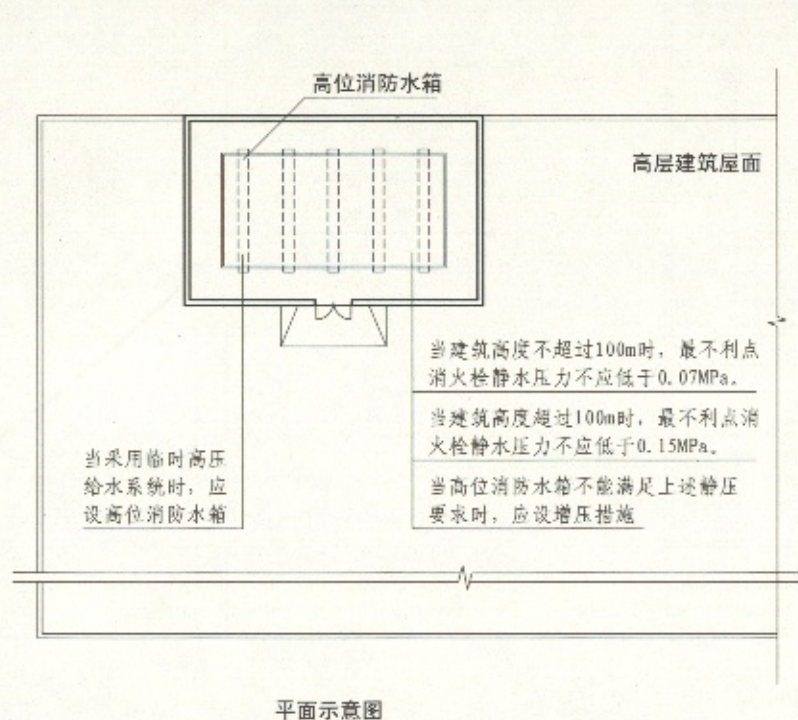 高位消防水箱
高层建筑屋面
当建筑高度不超过100m时，最不利点
消火栓静水压力不应低于0.07MPa。
当建筑高度超过100m时，最不利点消
火栓静水压力不应低于0.15MPa。
当高位消防水箱不能满足上述静压
要求时，应设增压措施
当采用临时高压
给水系统时，应
设高位消防水箱
平面示意图